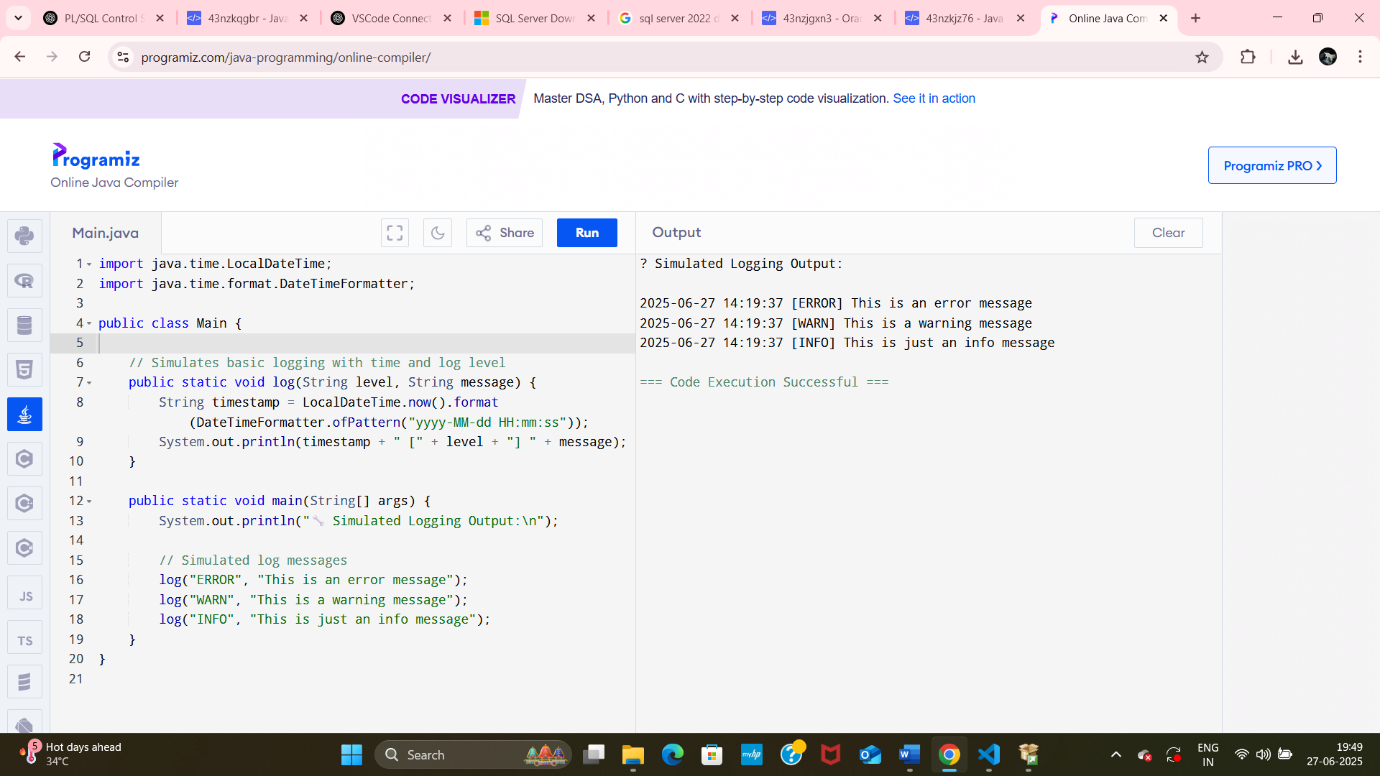 PL/SQL Control S
43nzkqgbr - Java
VSCode Connect
SQL Server Dow
sql server 2022 d
43nzjgxn3 - Ora
43nzkjz76 - Java
Online Java Com
programiz.com/java-programming/online-compiler/
CODE VISUALIZER Master DSA, Python and C with step-by-step code visualization. See it in action
Programiz
Online Java Compiler
Programiz PRO
Main.java
Share
Run
Output
Clear
1 import java.time.LocalDateTime;
2 import java.time.format.DateTimeFormatter;
3
4 public class Main {
5
6 // Simulates basic logging with time and log level
7 public static void log(String level, String message) {
8 String timestamp = LocalDateTime.now().format
(DateTimeFormatter.ofPattern("yyyy-MM-dd HH:mm:ss"));
9 System.out.println(timestamp + " [" + level + "] " + message);
10 }
11
12 public static void main(String[] args) {
13 System.out.println("🔧 Simulated Logging Output:\n");
14
15 // Simulated log messages
16 log("ERROR", "This is an error message");
17 log("WARN", "This is a warning message");
18 log("INFO", "This is just an info message");
19 }
20 }
21
? Simulated Logging Output:
2025-06-27 14:19:37 [ERROR] This is an error message
2025-06-27 14:19:37 [WARN] This is a warning message
2025-06-27 14:19:37 [INFO] This is just an info message
=== Code Execution Successful ===
JS
TS
5
Hot days ahead
34°C
Search
ENG
IN
19:49
27-06-2025